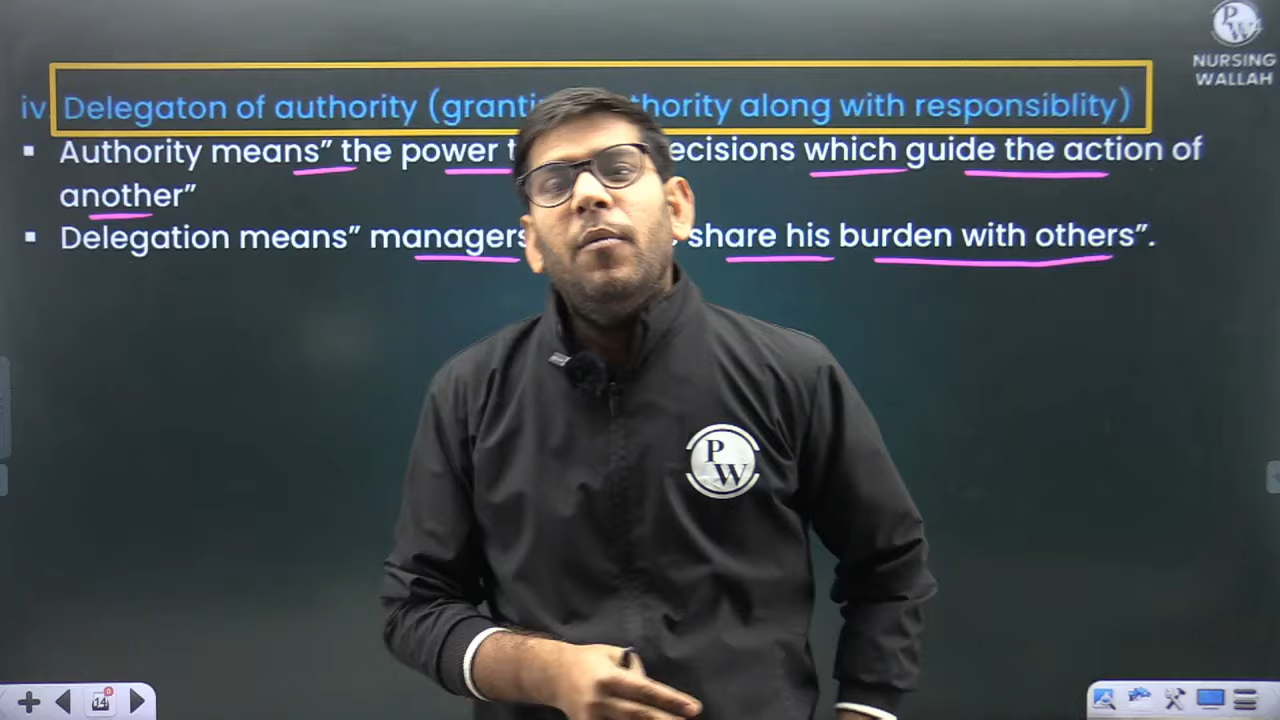 PW
NURSING
WALLAH
iv. Delegaton of authority (granti thority along with responsiblity)
▪ Authority means” the power t ecisions which guide the action of
another”
▪ Delegation means” managers share his burden with others”.
PW
14